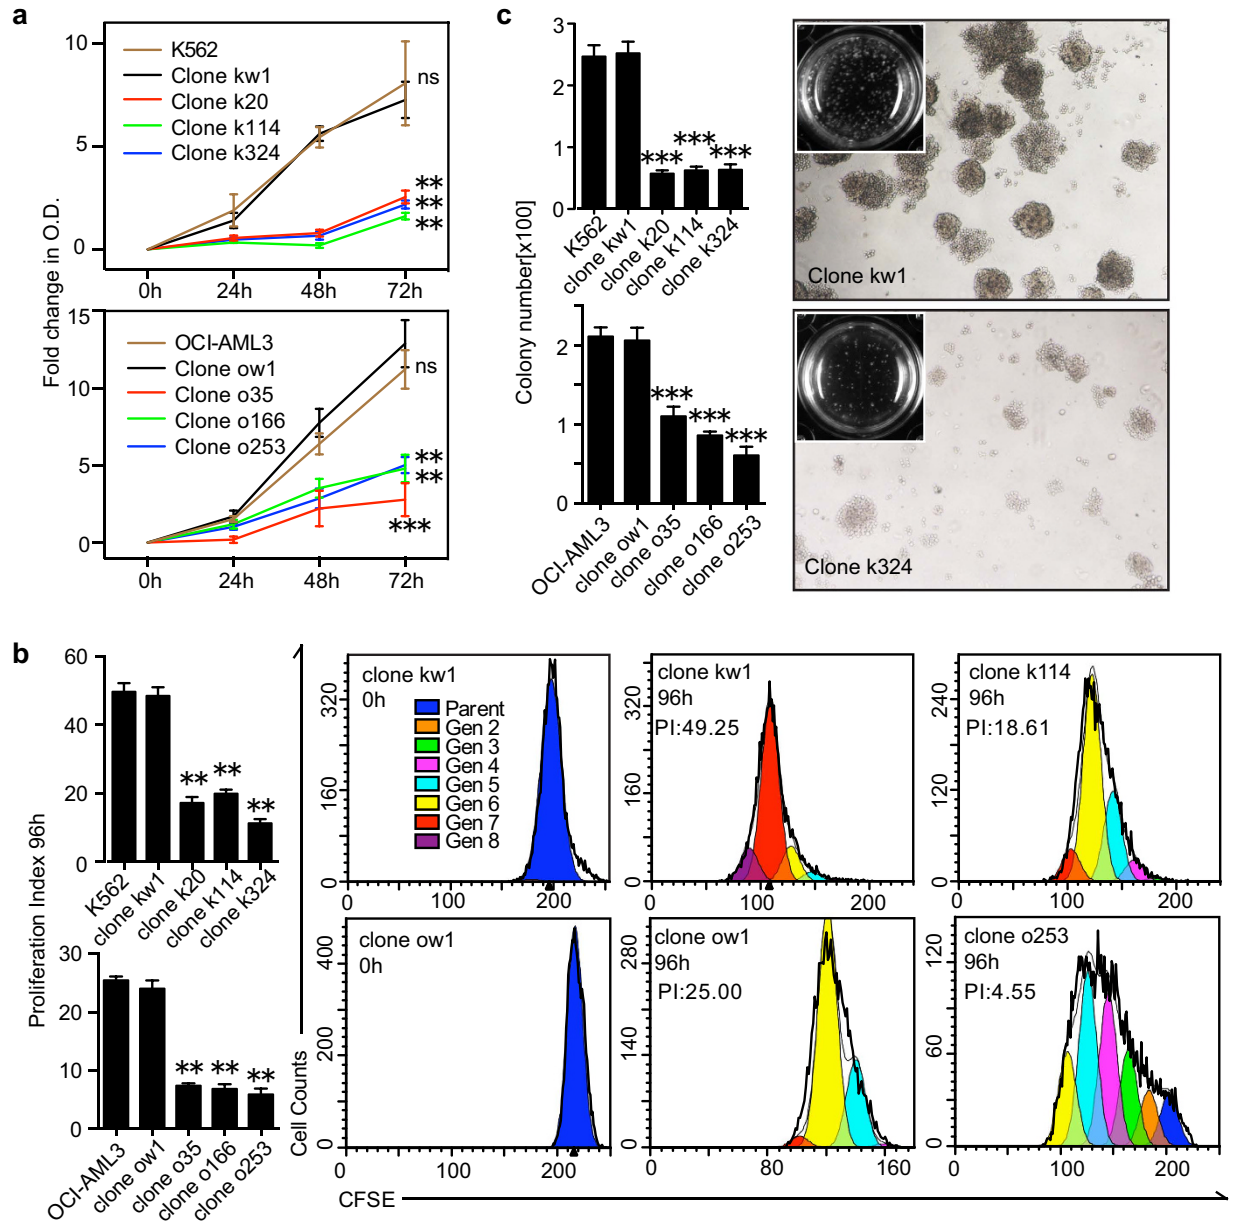 a
10
5
0
K562
Clone kw1
Clone k20
Clone k114
Clone k324
ns
**
**
**
0h 24h 48h 72h
Fold change in O.D.
15
10
5
0
OCI-AML3
Clone ow1
Clone o35
Clone o166
Clone o253
ns
**
**
***
0h 24h 48h 72h
c
Colony number[x100]
3
2
1
0
*** *** ***
K562
clone kw1
clone k20
clone k114
clone k324
2
1
0
*** *** ***
OCI-AML3
clone ow1
clone o35
clone o166
clone o253
Clone kw1
Clone k324
b
Proliferation Index 96h
60
40
20
0
** ** **
K562
clone kw1
clone k20
clone k114
clone k324
30
20
10
0
** ** **
OCI-AML3
clone ow1
clone o35
clone o166
clone o253
Cell Counts
clone kw1
0h
Parent
Gen 2
Gen 3
Gen 4
Gen 5
Gen 6
Gen 7
Gen 8
320
160
0
0 100 200
clone kw1
96h
PI:49.25
320
160
0
0 100 200
clone k114
96h
PI:18.61
240
120
0
0 100 200
clone ow1
0h
400
200
0
0 100 200
clone ow1
96h
PI:25.00
280
140
0
0 80 160
clone o253
96h
PI:4.55
120
60
0
0 100 200
CFSE